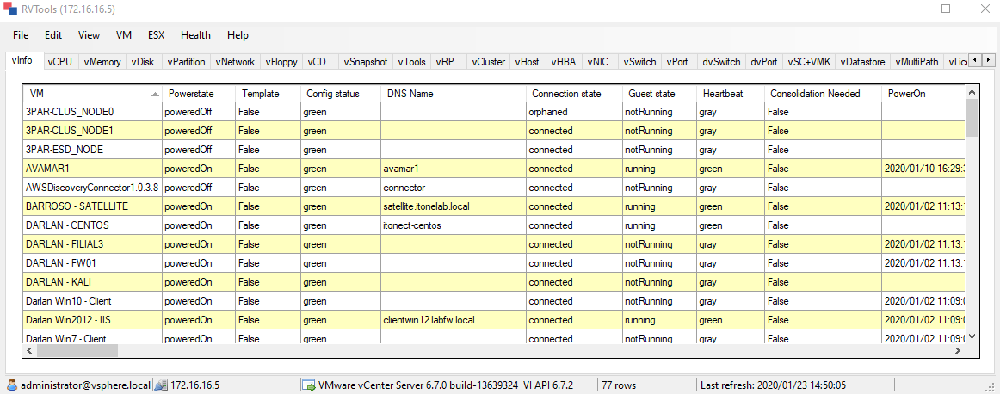 RVTools (172.16.16.5)
File Edit View VM ESX Health Help
vInfo vCPU vMemory vDisk vPartition vNetwork vFloppy vCD vSnapshot vTools vRP vCluster vHost vHBA vNIC vSwitch vPort dvSwitch dvPort vSC+VMK vDatastore vMultiPath vLice
VM Powerstate Template Config status DNS Name Connection state Guest state Heartbeat Consolidation Needed PowerOn
3PAR-CLUS_NODE0 poweredOff False green orphaned notRunning gray False
3PAR-CLUS_NODE1 poweredOff False green connected notRunning gray False
3PAR-ESD_NODE poweredOff False green connected notRunning gray False
AVAMAR1 poweredOn False green avamar1 connected running green False 2020/01/10 16:29:
AWSDiscoveryConnector1.0.3.8 poweredOff False green connector connected notRunning gray False
BARROSO - SATELLITE poweredOn False green satellite.itonelab.local connected running green False 2020/01/02 11:13:
DARLAN - CENTOS poweredOn False green itonect-centos connected running green False
DARLAN - FILIAL3 poweredOn False green connected notRunning gray False 2020/01/02 11:13:
DARLAN - FW01 poweredOn False green connected notRunning gray False 2020/01/02 11:13:
DARLAN - KALI poweredOn False green connected notRunning gray False
Darlan Win10 - Client poweredOn False green connected notRunning gray False 2020/01/02 11:09:
Darlan Win2012 - IIS poweredOn False green clientwin12.labfw.local connected running green False 2020/01/02 11:09:
Darlan Win7 - Client poweredOn False green connected notRunning gray False 2020/01/02 11:09:
administrator@vsphere.local 172.16.16.5 VMware vCenter Server 6.7.0 build-13639324 VI API 6.7.2 77 rows Last refresh: 2020/01/23 14:50:05